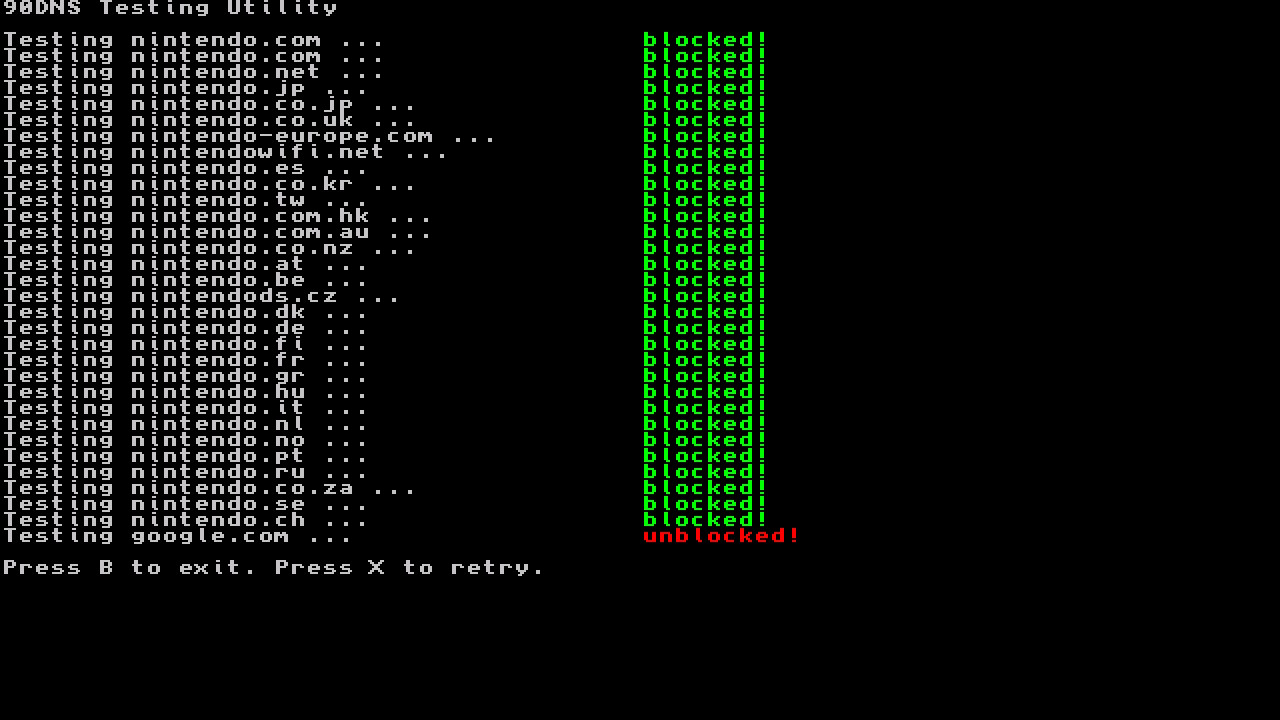 90DNS Testing Utility
Testing nintendo.com ... blocked!
Testing nintendo.com ... blocked!
Testing nintendo.net ... blocked!
Testing nintendo.jp ... blocked!
Testing nintendo.co.jp ... blocked!
Testing nintendo.co.uk ... blocked!
Testing nintendo-europe.com ... blocked!
Testing nintendowifi.net ... blocked!
Testing nintendo.es ... blocked!
Testing nintendo.co.kr ... blocked!
Testing nintendo.tw ... blocked!
Testing nintendo.com.hk ... blocked!
Testing nintendo.com.au ... blocked!
Testing nintendo.co.nz ... blocked!
Testing nintendo.at ... blocked!
Testing nintendo.be ... blocked!
Testing nintendods.cz ... blocked!
Testing nintendo.dk ... blocked!
Testing nintendo.de ... blocked!
Testing nintendo.fi ... blocked!
Testing nintendo.fr ... blocked!
Testing nintendo.gr ... blocked!
Testing nintendo.hu ... blocked!
Testing nintendo.it ... blocked!
Testing nintendo.nl ... blocked!
Testing nintendo.no ... blocked!
Testing nintendo.pt ... blocked!
Testing nintendo.ru ... blocked!
Testing nintendo.co.za ... blocked!
Testing nintendo.se ... blocked!
Testing nintendo.ch ... blocked!
Testing google.com ... unblocked!
Press B to exit. Press X to retry.